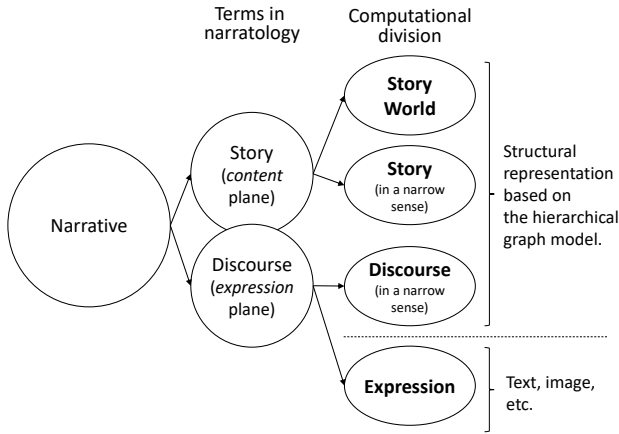 Terms in
narratology
Computational
division
Narrative
Story
(content
plane)
Discourse
(expression
plane)
Story
World
Story
(in a narrow
sense)
Discourse
(in a narrow
sense)
Expression
Structural
representation
based on
the hierarchical
graph model.
Text, image,
etc.